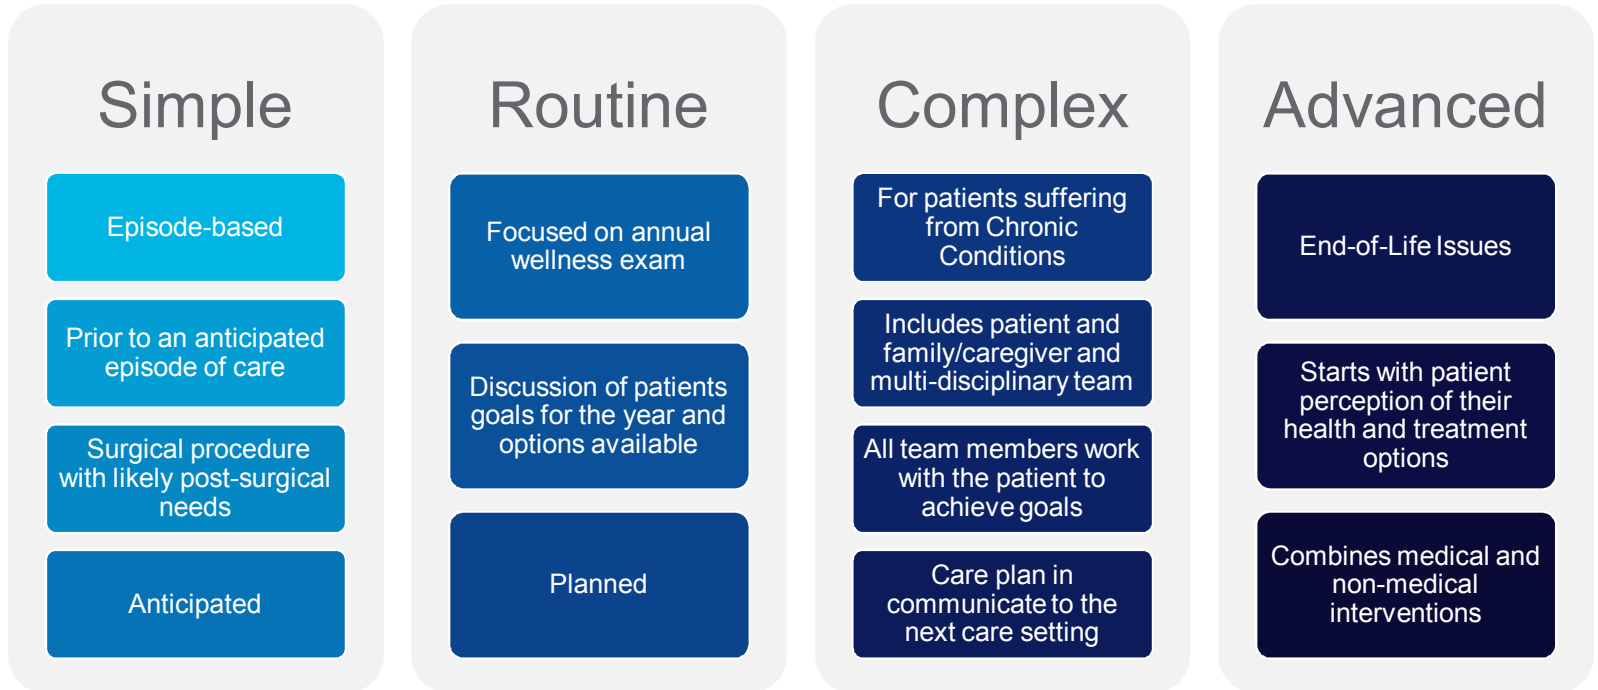 Simple
Episode-based
Prior to an anticipated
episode of care
Surgical procedure
with likely post-surgical
needs
Anticipated
Routine
Focused on annual
wellness exam
Discussion of patients
goals for the year and
options available
Planned
Complex
For patients suffering
from Chronic
Conditions
Includes patient and
family/caregiver and
multi-disciplinary team
All team members work
with the patient to
achieve goals
Care plan in
communicate to the
next care setting
Advanced
End-of-Life Issues
Starts with patient
perception of their
health and treatment
options
Combines medical and
non-medical
interventions